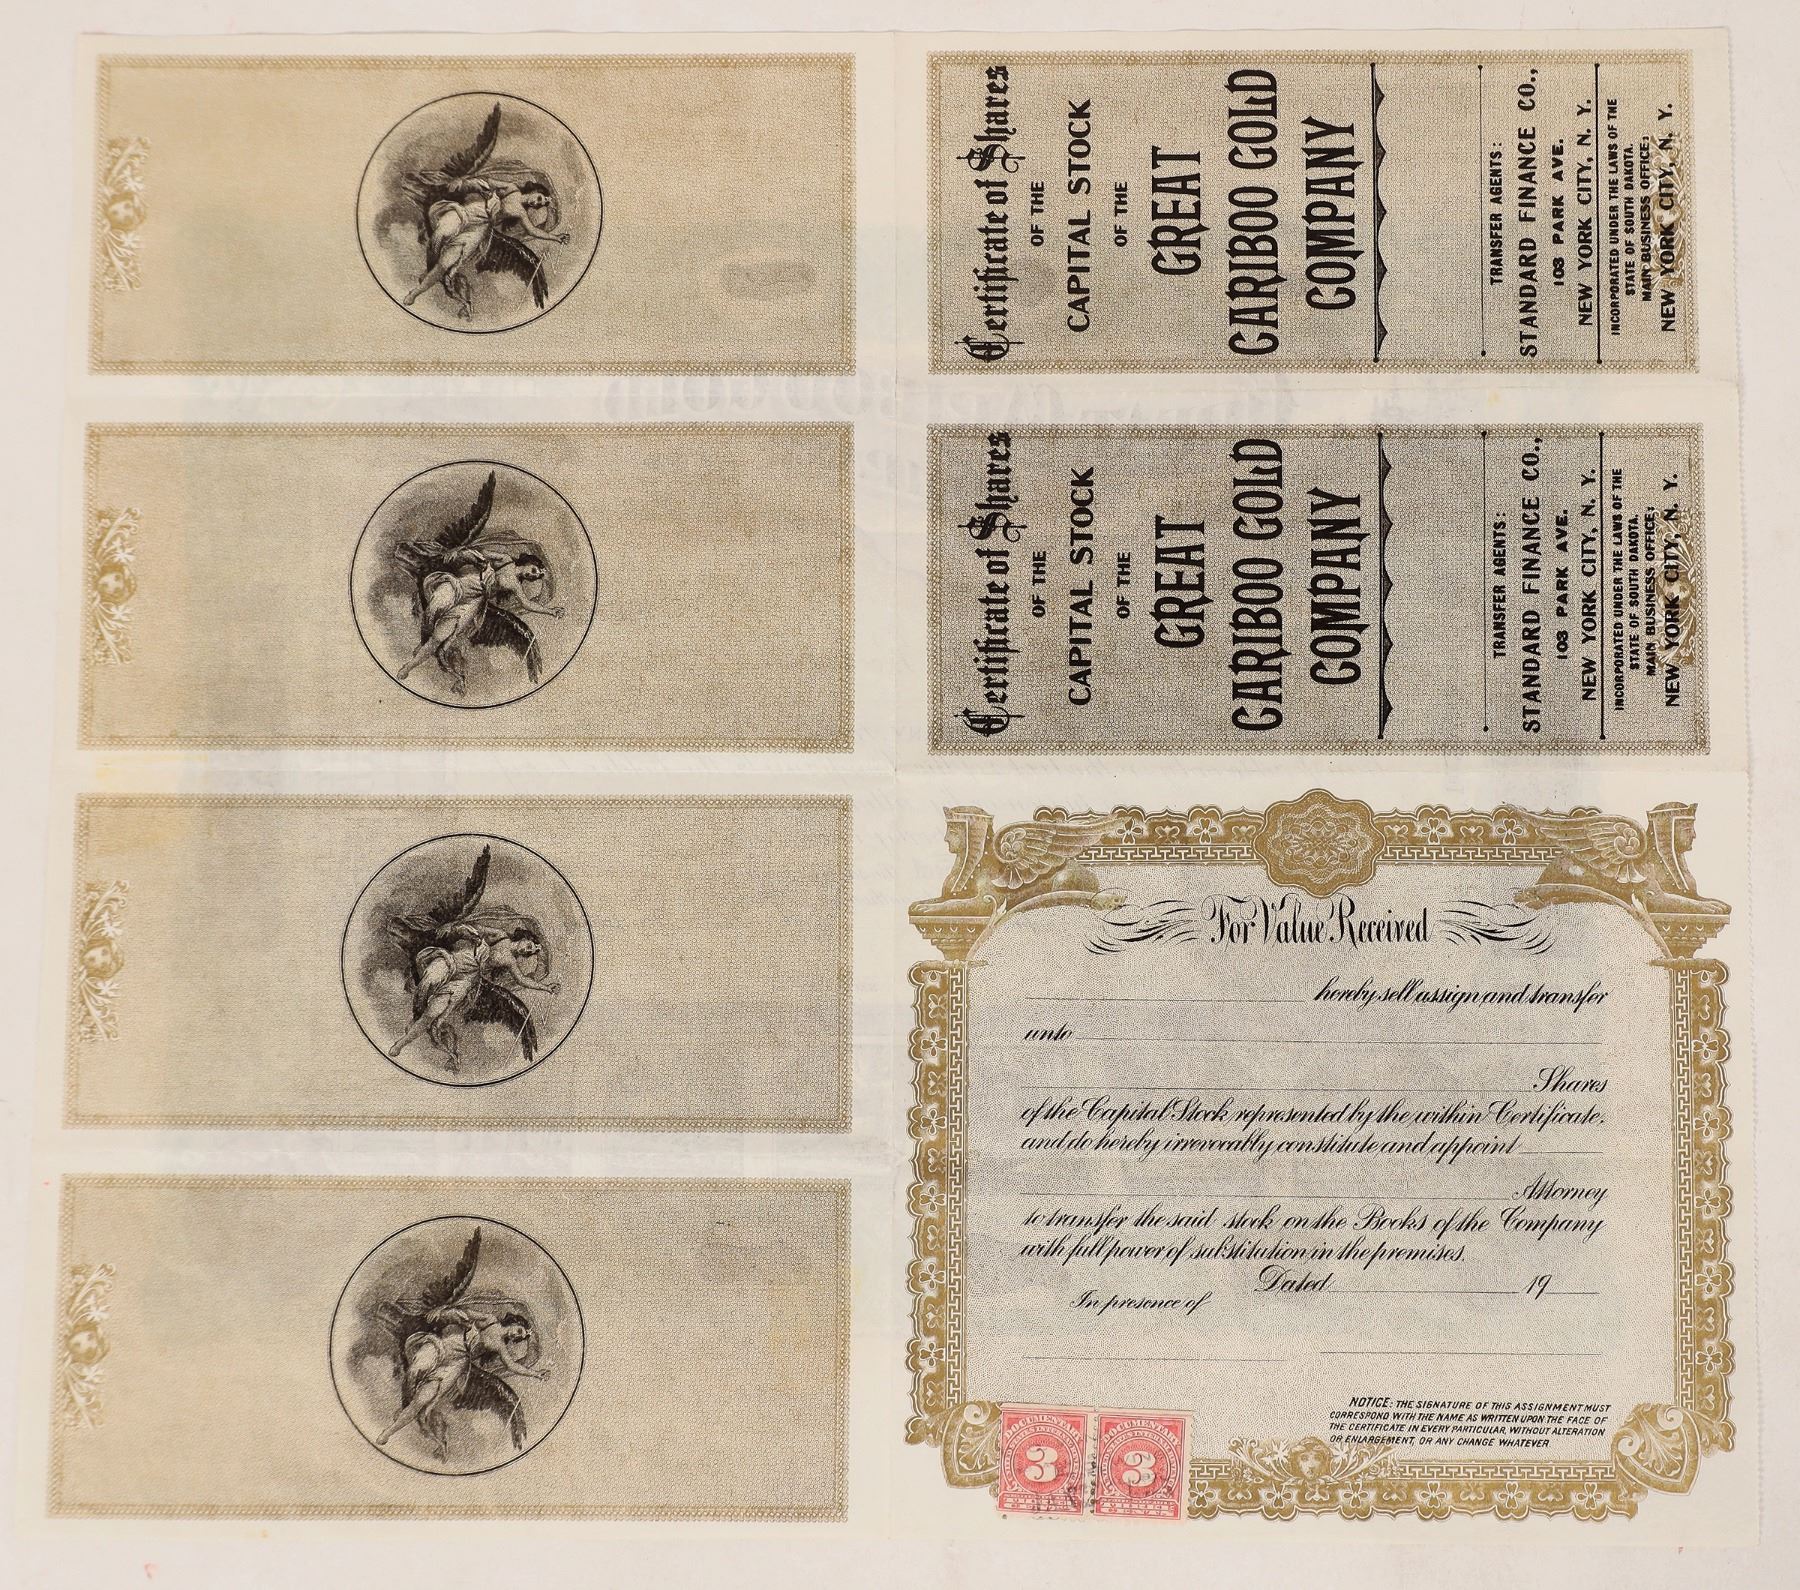 Certificate of Shares
OF THE
CAPITAL STOCK
OF THE
GREAT
CARIBOO GOLD
COMPANY
TRANSFER AGENTS:
STANDARD FINANCE CO.,
103 PARK AVE.
NEW YORK CITY, N. Y.
INCORPORATED UNDER THE LAWS OF THE
STATE OF SOUTH DAKOTA.
MAIN BUSINESS OFFICE:
NEW YORK CITY, N. Y.
Certificate of Shares
OF THE
CAPITAL STOCK
OF THE
GREAT
CARIBOO GOLD
COMPANY
TRANSFER AGENTS:
STANDARD FINANCE CO.,
103 PARK AVE.
NEW YORK CITY, N. Y.
INCORPORATED UNDER THE LAWS OF THE
STATE OF SOUTH DAKOTA.
MAIN BUSINESS OFFICE:
NEW YORK CITY, N. Y.
For Value Received
hereby sell assign and transfer
unto
Shares
of the Capital Stock represented by the within Certificate,
and do hereby irrevocably constitute and appoint
Attorney
to transfer the said stock on the Books of the Company
with full power of substitution in the premises.
Dated 19
In presence of
NOTICE: THE SIGNATURE OF THIS ASSIGNMENT MUST
CORRESPOND WITH THE NAME AS WRITTEN UPON THE FACE OF
THE CERTIFICATE IN EVERY PARTICULAR, WITHOUT ALTERATION
OR ENLARGEMENT, OR ANY CHANGE WHATEVER
DOCUMENTARY
3
DOCUMENTARY
3